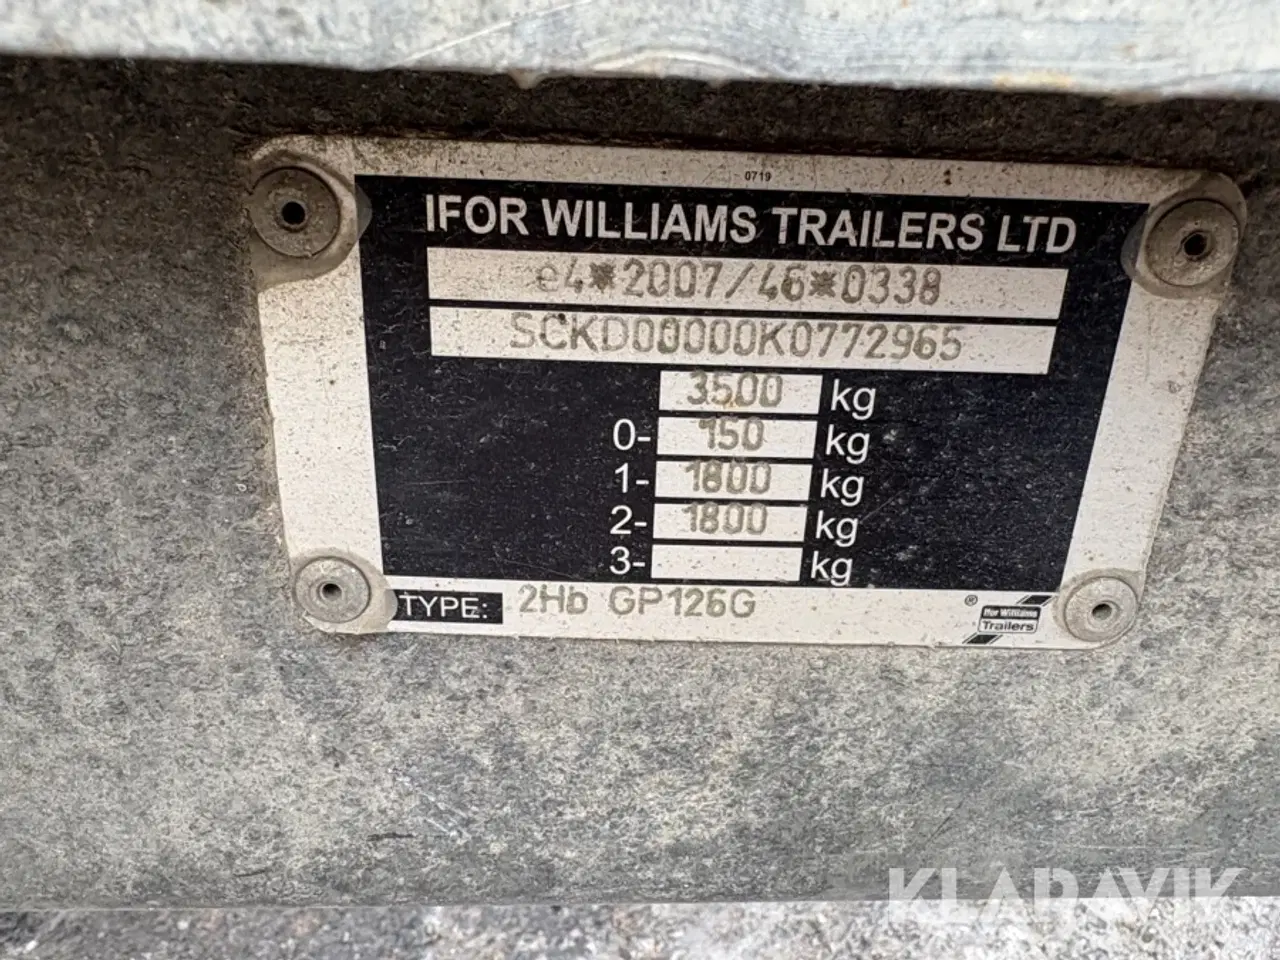 0719
IFOR WILLIAMS TRAILERS LTD
e4*2007/46*0338
SCKD00000K0772965
3500 kg
0- 150 kg
1- 1800 kg
2- 1800 kg
3- kg
TYPE: 2Hb GP126G
® Ifor Williams
Trailers
KLARAVIK